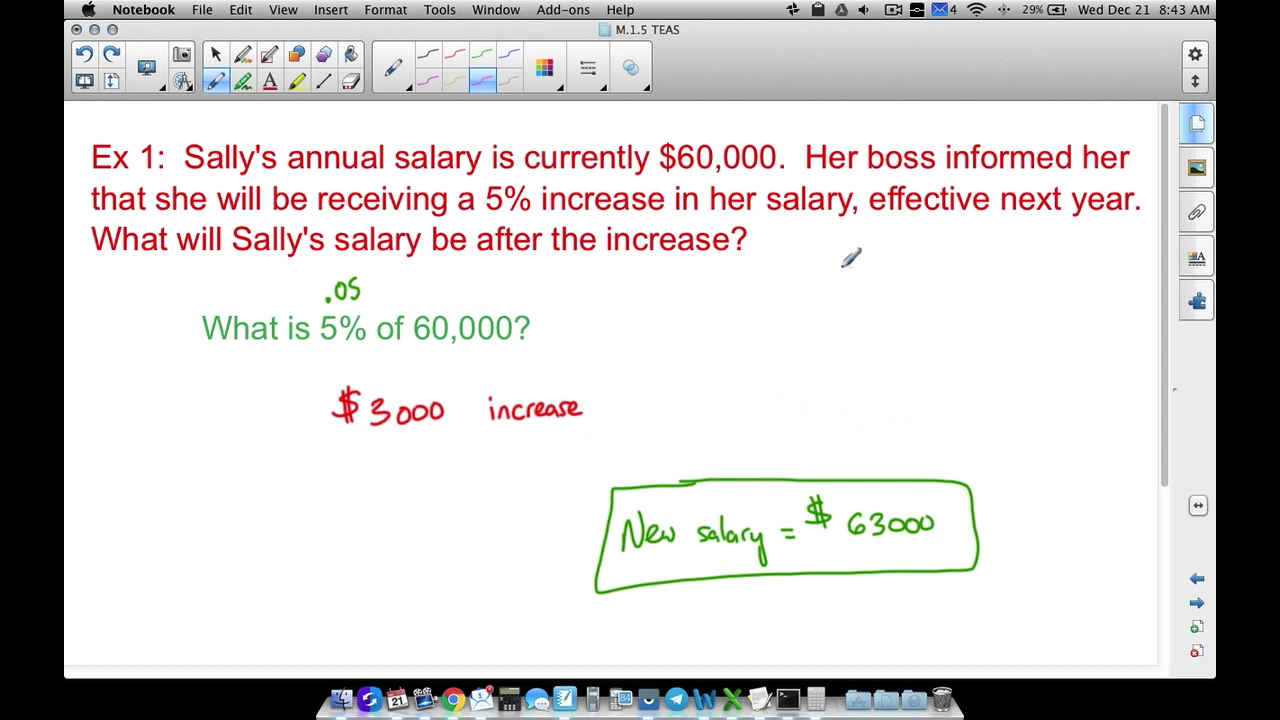 Notebook File Edit View Insert Format Tools Window Add-ons Help 4 29% Wed Dec 21 8:43 AM
M.1.5 TEAS
Ex 1: Sally's annual salary is currently $60,000. Her boss informed her
that she will be receiving a 5% increase in her salary, effective next year.
What will Sally's salary be after the increase?
.05
What is 5% of 60,000?
$3000 increase
New salary = $ 63000